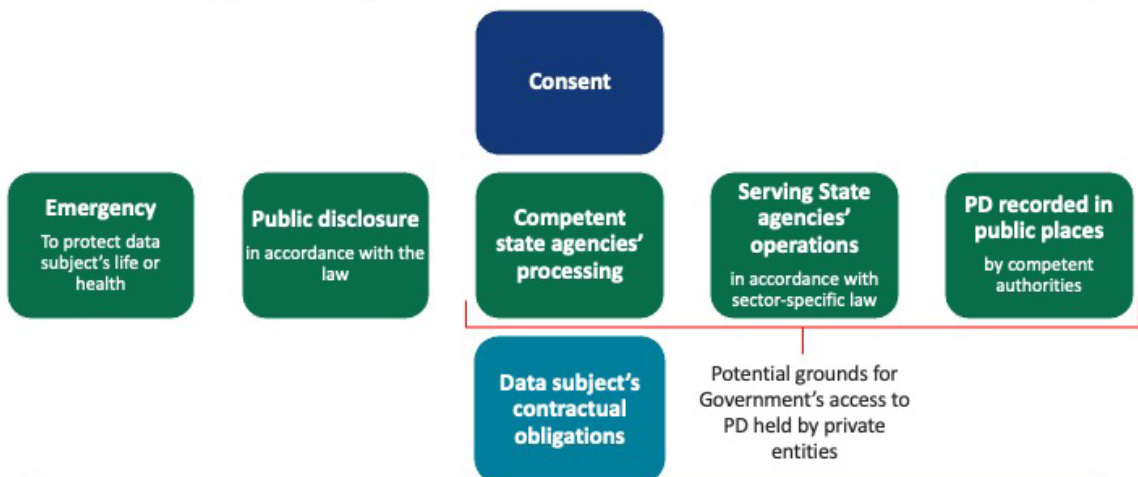 Consent
Emergency
To protect data
subject's life or
health
Public disclosure
in accordance with the
law
Competent
state agencies'
processing
Serving State
agencies'
operations
in accordance with
sector-specific law
PD recorded in
public places
by competent
authorities
Data subject's
contractual
obligations
Potential grounds for
Government's access to
PD held by private
entities